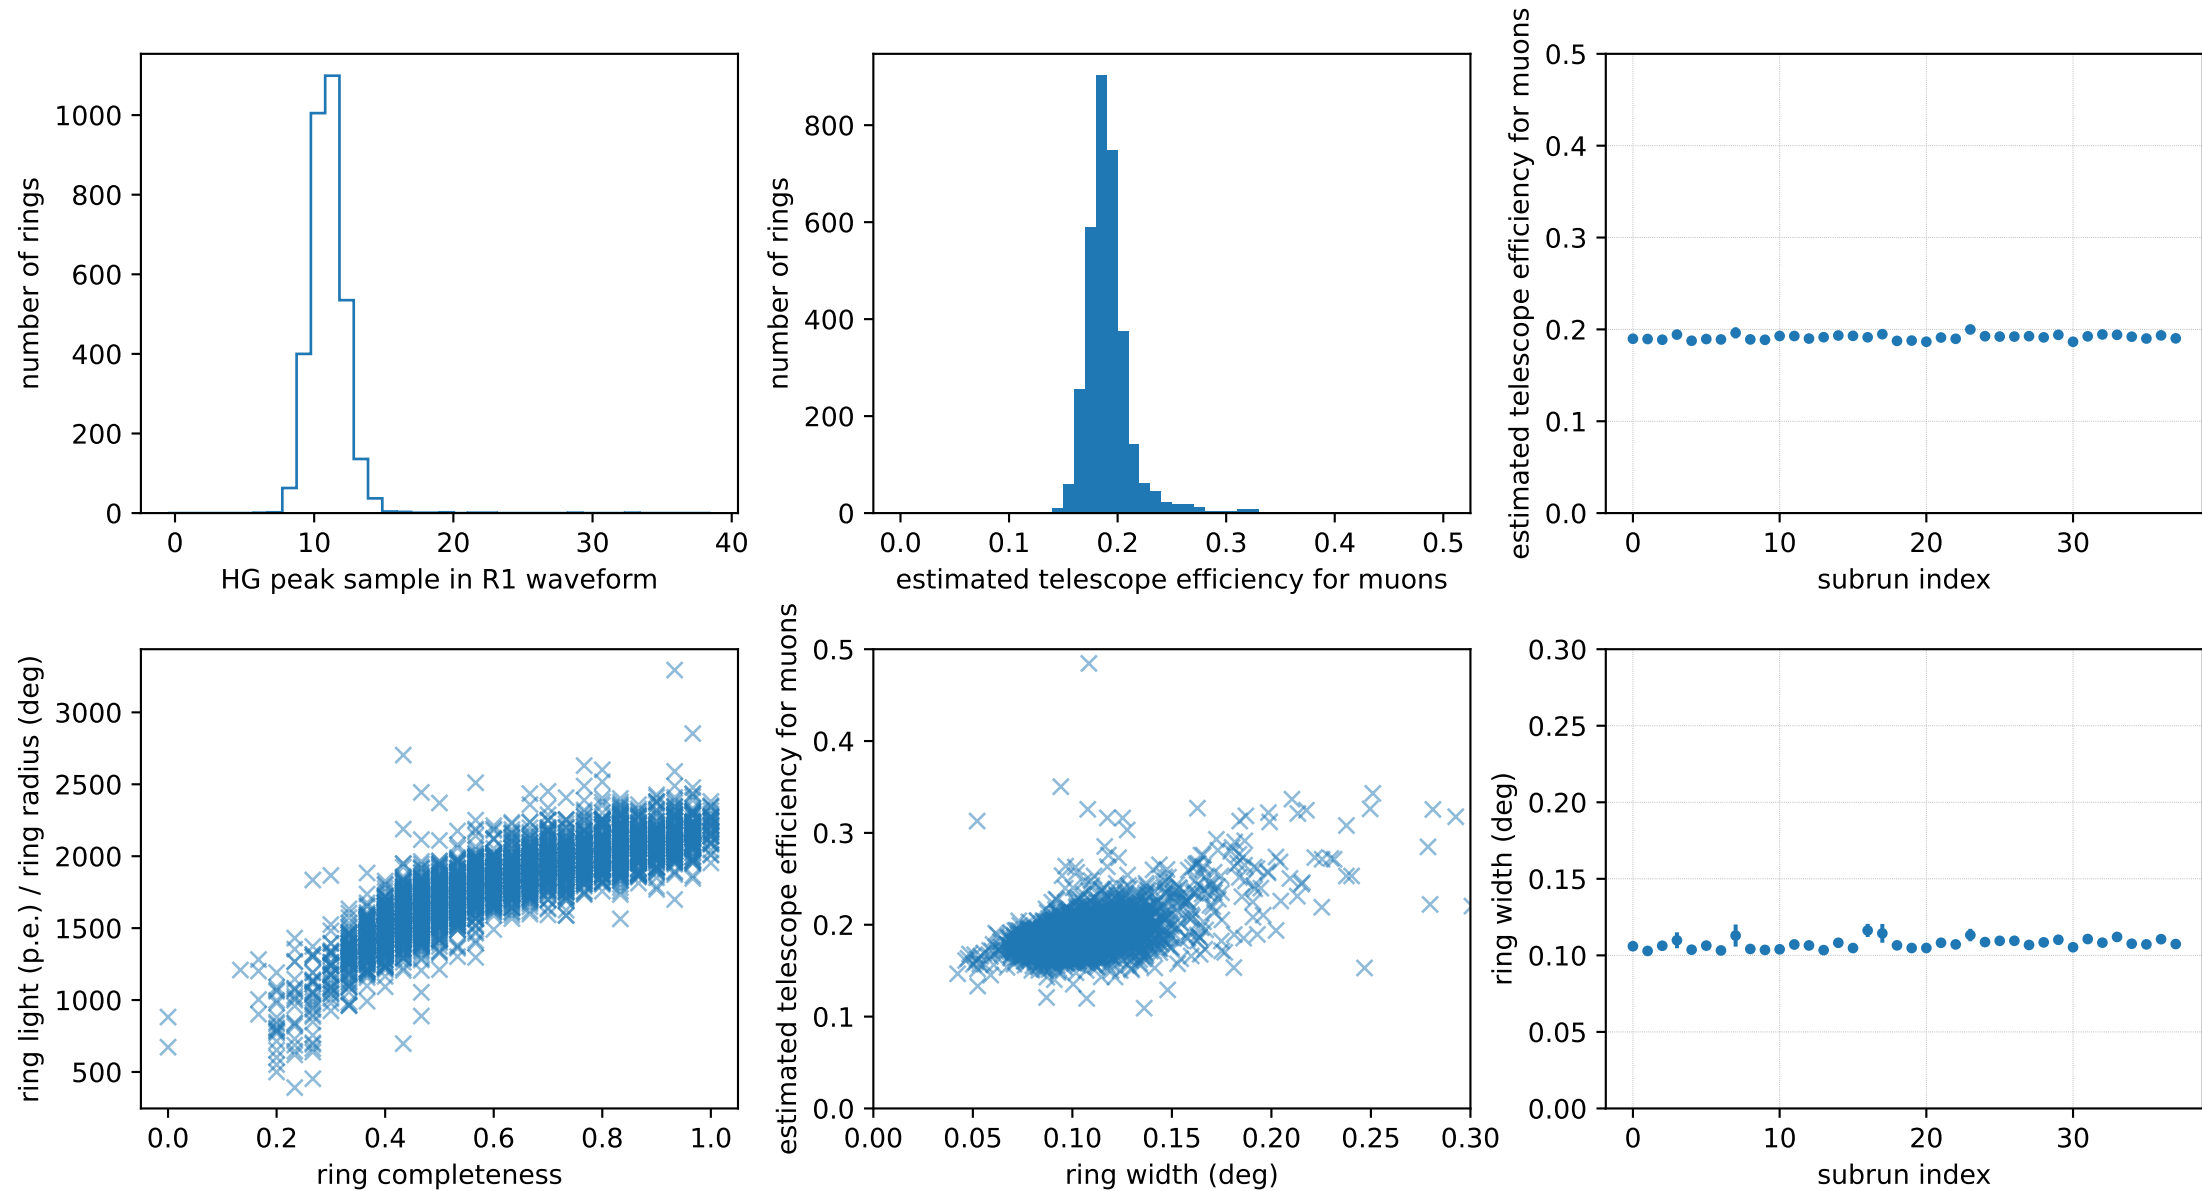 number of rings
1000
800
600
400
200
0
0 10 20 30 40
HG peak sample in R1 waveform
number of rings
800
600
400
200
0
0.0 0.1 0.2 0.3 0.4 0.5
estimated telescope efficiency for muons
estimated telescope efficiency for muons
0.5
0.4
0.3
0.2
0.1
0.0
0 10 20 30
subrun index
ring light (p.e.) / ring radius (deg)
3000
2500
2000
1500
1000
500
0.0 0.2 0.4 0.6 0.8 1.0
ring completeness
estimated telescope efficiency for muons
0.5
0.4
0.3
0.2
0.1
0.0
0.00 0.05 0.10 0.15 0.20 0.25 0.30
ring width (deg)
ring width (deg)
0.30
0.25
0.20
0.15
0.10
0.05
0.00
0 10 20 30
subrun index